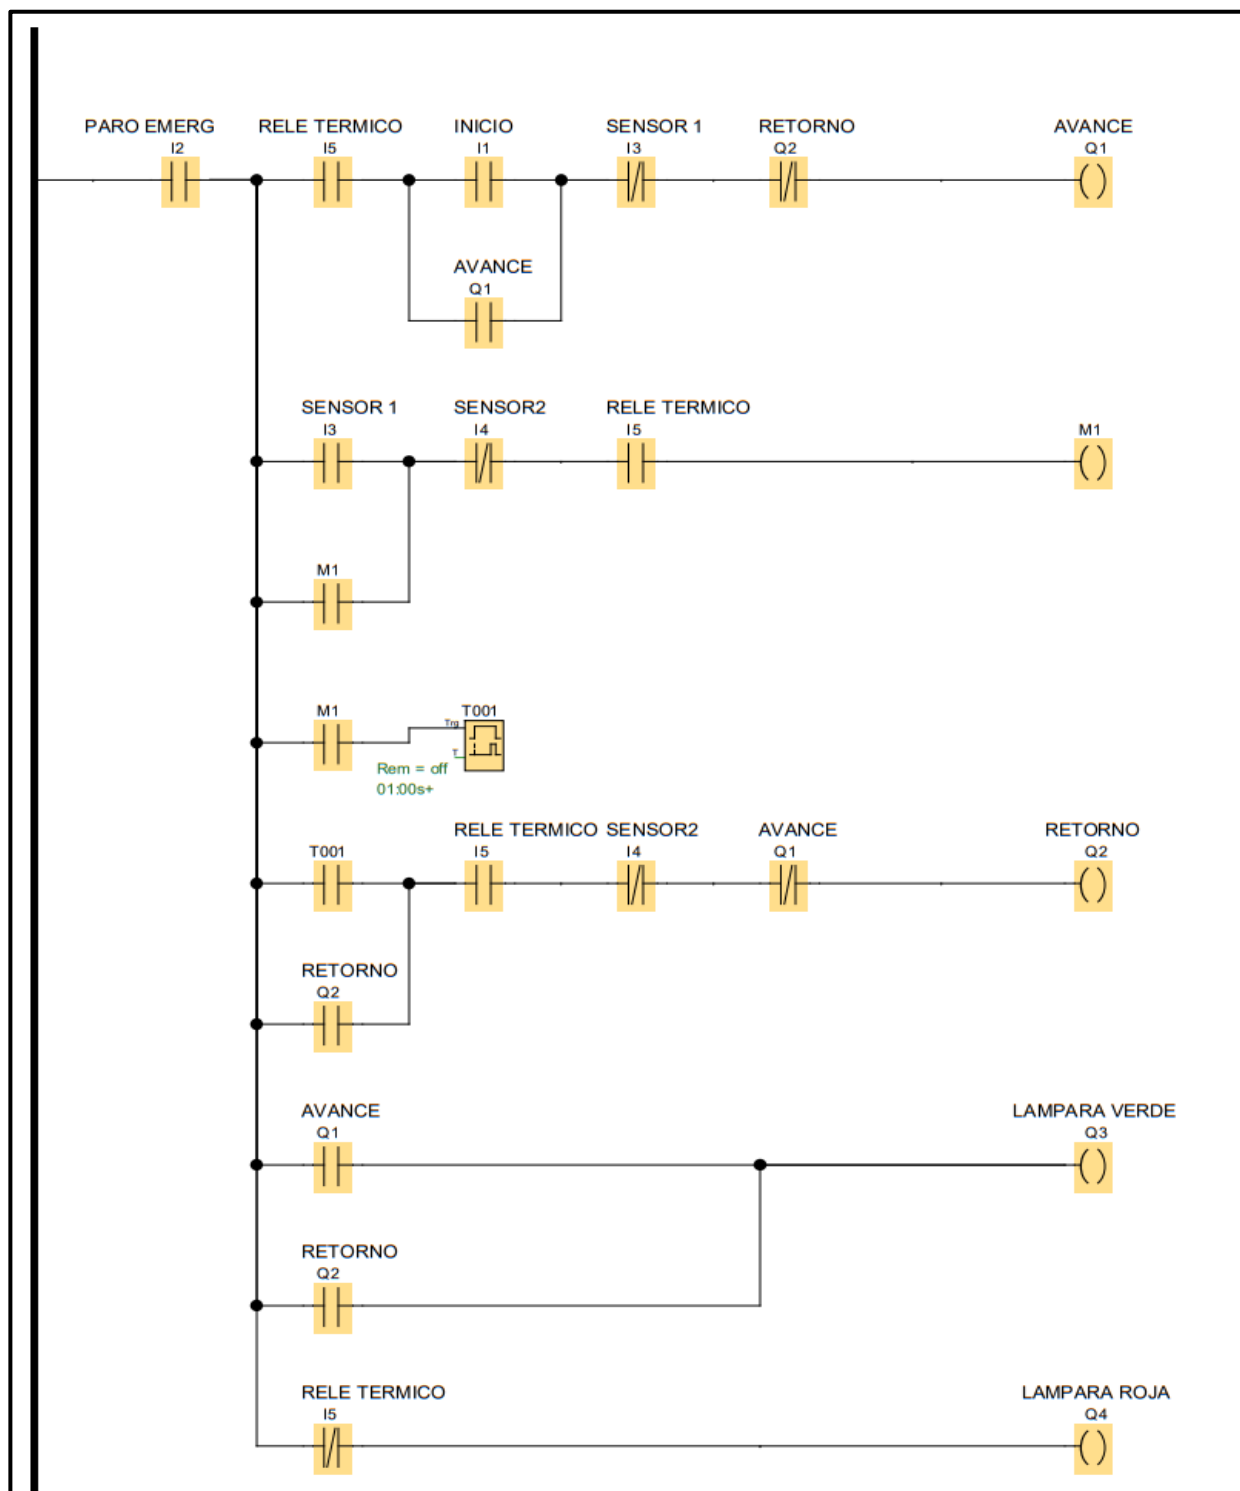 PARO EMERG RELE TERMICO INICIO SENSOR 1 RETORNO AVANCE
I2 I5 I1 I3 Q2 Q1
AVANCE
Q1
SENSOR 1 SENSOR2 RELE TERMICO
I3 I4 I5 M1
M1
M1 T001
Trg
T
Rem = off
01:00s+
RELE TERMICO SENSOR2 AVANCE RETORNO
T001 I5 I4 Q1 Q2
RETORNO
Q2
AVANCE LAMPARA VERDE
Q1 Q3
RETORNO
Q2
RELE TERMICO LAMPARA ROJA
I5 Q4